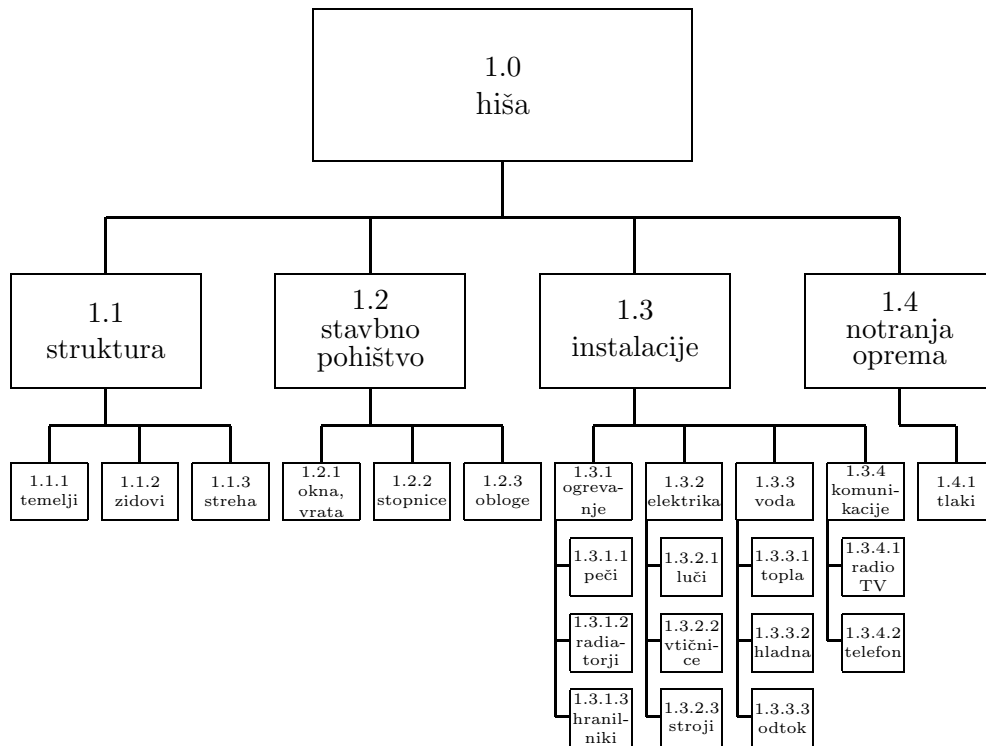 1.0
hiša
1.1
struktura
1.2
stavbno
pohištvo
1.3
instalacije
1.4
notranja
oprema
1.1.1
temelji
1.1.2
zidovi
1.1.3
streha
1.2.1
okna,
vrata
1.2.2
stopnice
1.2.3
obloge
1.3.1
ogreva-
nje
1.3.2
elektrika
1.3.3
voda
1.3.4
komuni-
kacije
1.4.1
tlaki
1.3.1.1
peči
1.3.2.1
luči
1.3.3.1
topla
1.3.4.1
radio
TV
1.3.1.2
radia-
torji
1.3.2.2
vtični-
ce
1.3.3.2
hladna
1.3.4.2
telefon
1.3.1.3
hranil-
niki
1.3.2.3
stroji
1.3.3.3
odtok